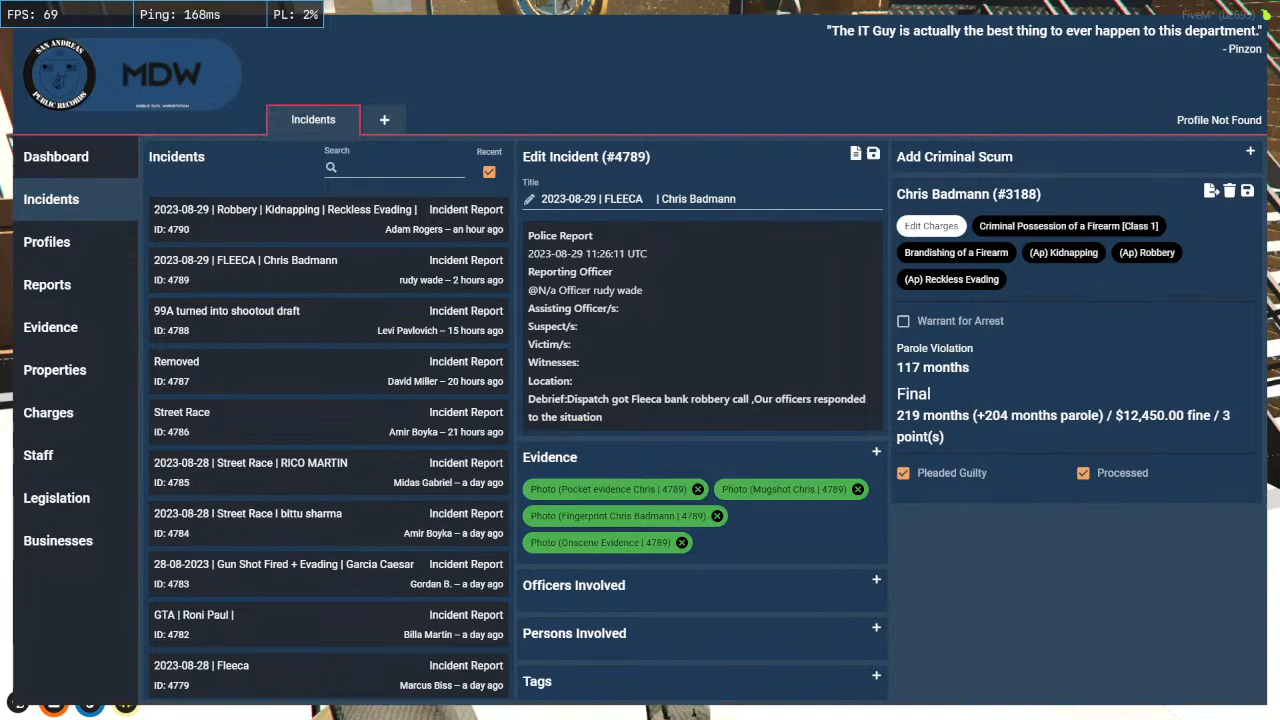 FPS: 69
Ping: 168ms
PL: 2%
FiveM* (b2699)
"The IT Guy is actually the best thing to ever happen to this department."
- Pinzon
SAN ANDREAS
PUBLIC RECORDS
MDW
MOBILE DATA WORKSTATION
Incidents
+
Profile Not Found
Dashboard
Incidents
Profiles
Reports
Evidence
Properties
Charges
Staff
Legislation
Businesses
Incidents
Search
Recent
2023-08-29 | Robbery | Kidnapping | Reckless Evading | Incident Report
ID: 4790 Adam Rogers – an hour ago
2023-08-29 | FLEECA | Chris Badmann Incident Report
ID: 4789 rudy wade – 2 hours ago
99A turned into shootout draft Incident Report
ID: 4788 Levi Pavlovich – 15 hours ago
Removed Incident Report
ID: 4787 David Miller – 20 hours ago
Street Race Incident Report
ID: 4786 Amir Boyka – 21 hours ago
2023-08-28 | Street Race | RICO MARTIN Incident Report
ID: 4785 Midas Gabriel – a day ago
2023-08-28 | Street Race I bittu sharma Incident Report
ID: 4784 Amir Boyka – a day ago
28-08-2023 | Gun Shot Fired + Evading | Garcia Caesar Incident Report
ID: 4783 Gordan B. – a day ago
GTA | Roni Paul | Incident Report
ID: 4782 Billa Martin – a day ago
2023-08-28 | Fleeca Incident Report
ID: 4779 Marcus Biss – a day ago
Edit Incident (#4789)
Title
2023-08-29 | FLEECA | Chris Badmann
Police Report
2023-08-29 11:26:11 UTC
Reporting Officer
@N/a Officer rudy wade
Assisting Officer/s:
Suspect/s:
Victim/s:
Witnesses:
Location:
Debrief:Dispatch got Fleeca bank robbery call ,Our officers responded
to the situation
Evidence +
Photo (Pocket evidence Chris | 4789) Photo (Mugshot Chris | 4789)
Photo (Fingerprint Chris Badmann | 4789)
Photo (Onscene Evidence | 4789)
Officers Involved +
Persons Involved +
Tags +
Add Criminal Scum +
Chris Badmann (#3188)
Edit Charges Criminal Possession of a Firearm [Class 1]
Brandishing of a Firearm (Ap) Kidnapping (Ap) Robbery
(Ap) Reckless Evading
Warrant for Arrest
Parole Violation
117 months
Final
219 months (+204 months parole) / $12,450.00 fine / 3
point(s)
Pleaded Guilty Processed